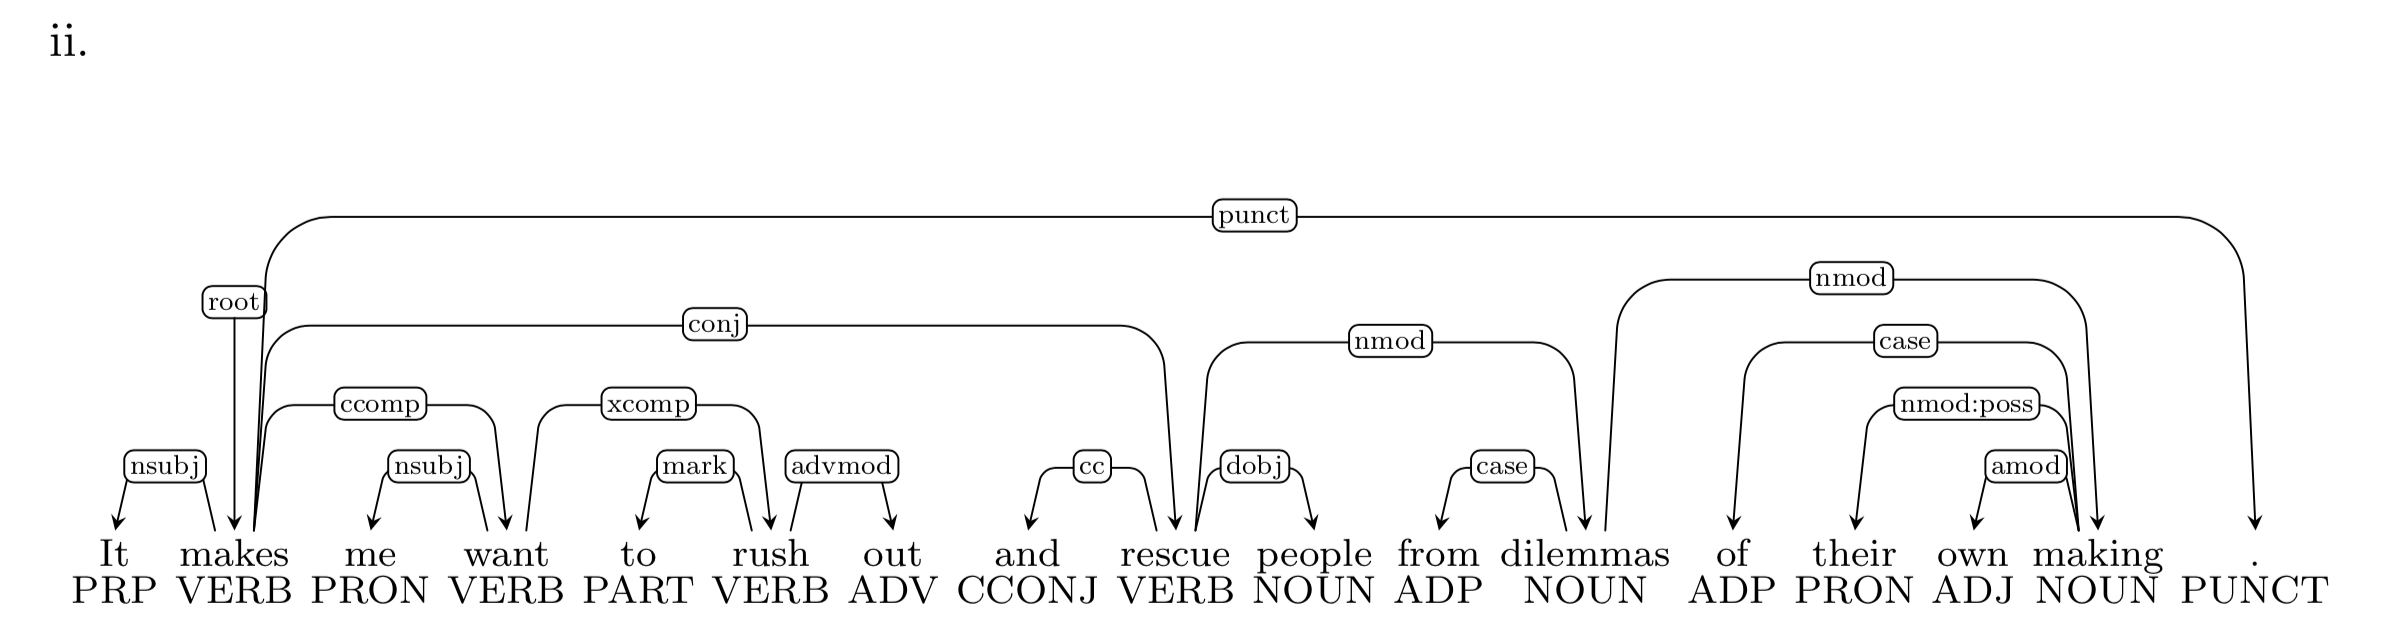 ii.
punct
nmod
root
conj
nmod case
ccomp xcomp nmod:poss
nsubj nsubj mark advmod cc dobj case amod
It makes me want to rush out and rescue people from dilemmas of their own making .
PRP VERB PRON VERB PART VERB ADV CCONJ VERB NOUN ADP NOUN ADP PRON ADJ NOUN PUNCT